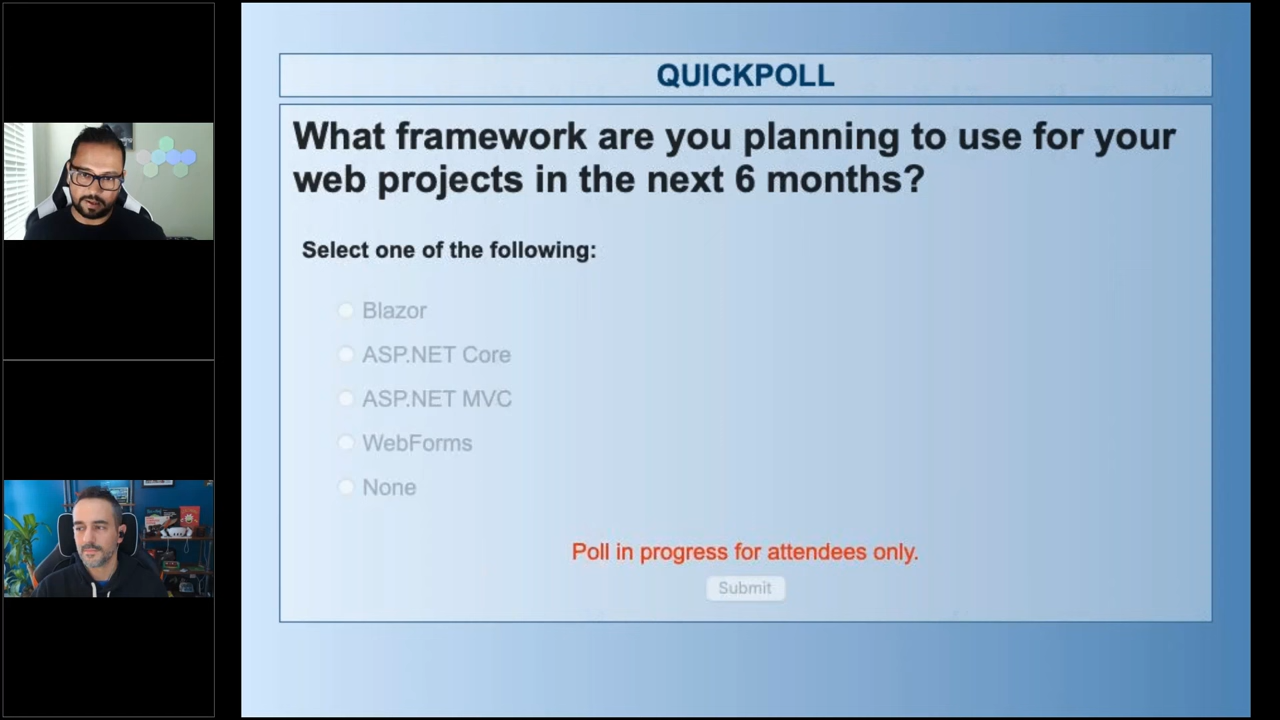 QUICKPOLL
What framework are you planning to use for your
web projects in the next 6 months?
Select one of the following:
Blazor
ASP.NET Core
ASP.NET MVC
WebForms
None
Poll in progress for attendees only.
Submit